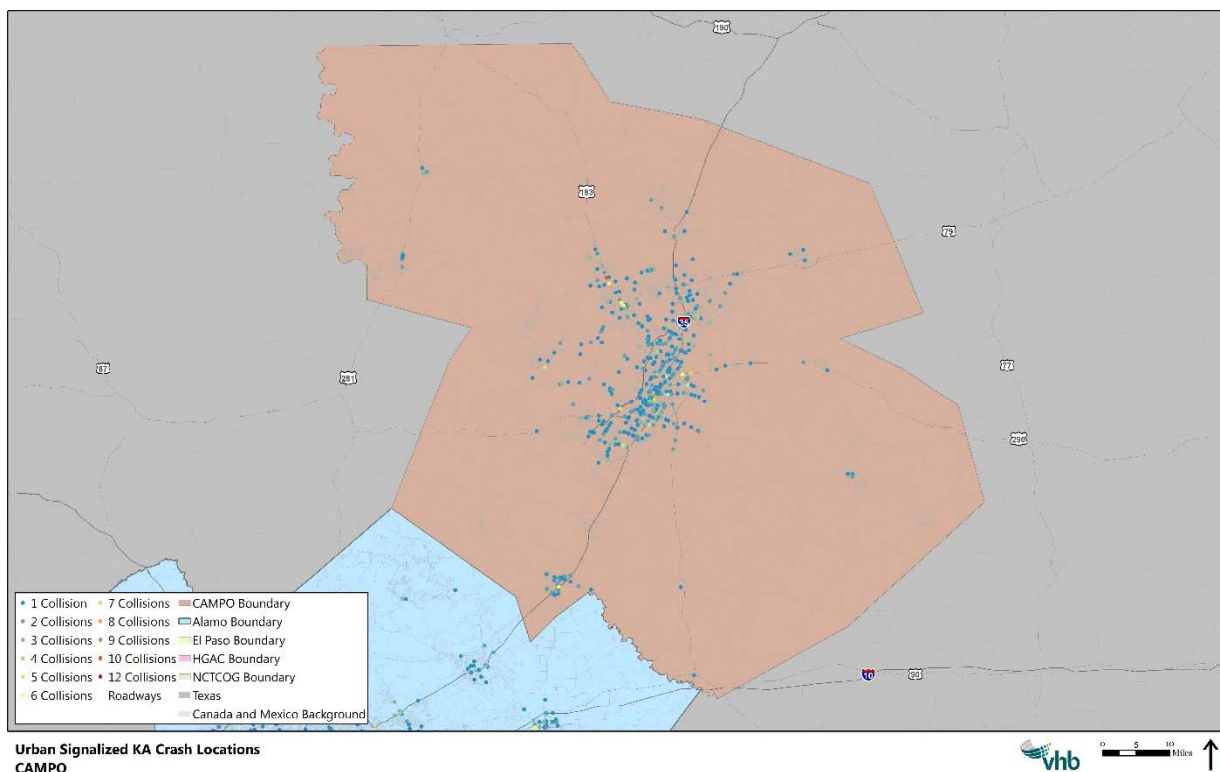 190
183
79
35
87
281
77
290
10
90
1 Collision
2 Collisions
3 Collisions
4 Collisions
5 Collisions
6 Collisions
7 Collisions
8 Collisions
9 Collisions
10 Collisions
12 Collisions
Roadways
CAMPO Boundary
Alamo Boundary
El Paso Boundary
HGAC Boundary
NCTCOG Boundary
Texas
Canada and Mexico Background
Urban Signalized KA Crash Locations
CAMPO
vhb
0 5 10
Miles